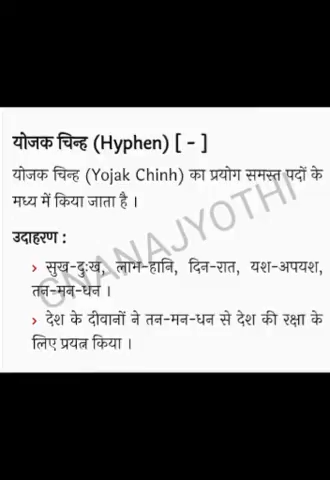 योजक चिन्ह (Hyphen) [ - ]
योजक चिन्ह (Yojak Chinh) का प्रयोग समस्त पदों के
मध्य में किया जाता है ।
उदाहरण :
› सुख-दुःख, लाभ-हानि, दिन-रात, यश-अपयश,
तन-मन-धन ।
› देश के दीवानों ने तन-मन-धन से देश की रक्षा के
लिए प्रयत्न किया ।
GNANAJYOTHI